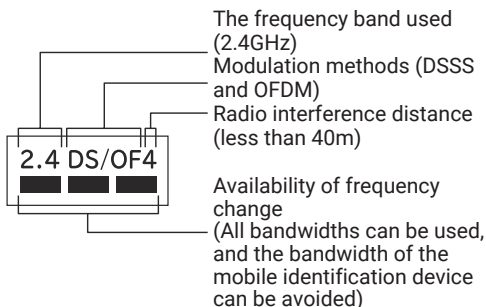 The frequency band used
(2.4GHz)
Modulation methods (DSSS
and OFDM)
Radio interference distance
(less than 40m)
2.4 DS/OF4
Availability of frequency
change
(All bandwidths can be used,
and the bandwidth of the
mobile identification device
can be avoided)